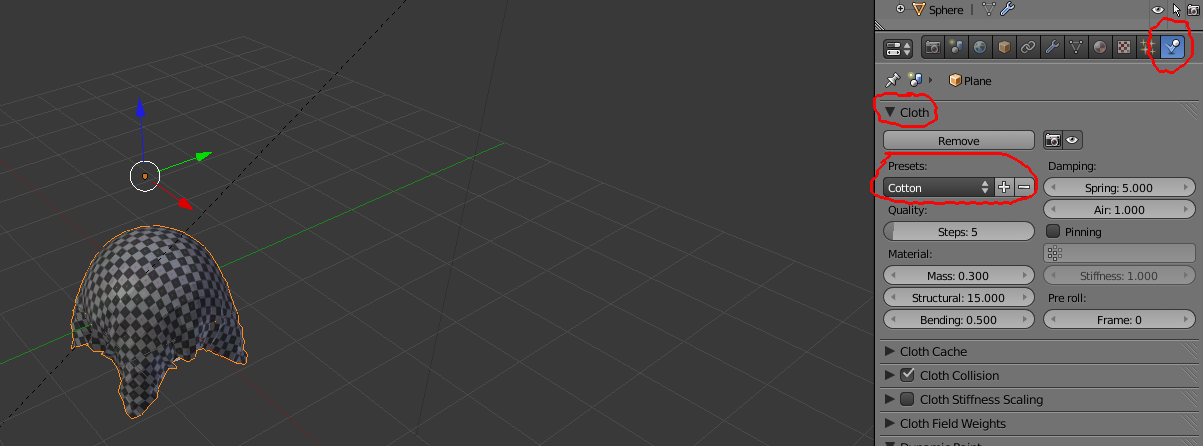 Sphere
Plane
Cloth
Remove
Presets:
Damping:
Cotton
Spring: 5.000
Quality:
Air: 1.000
Steps: 5
Pinning
Material:
Mass: 0.300
Stiffness: 1.000
Structural: 15.000
Pre roll:
Bending: 0.500
Frame: 0
Cloth Cache
Cloth Collision
Cloth Stiffness Scaling
Cloth Field Weights
Dynamic Paint